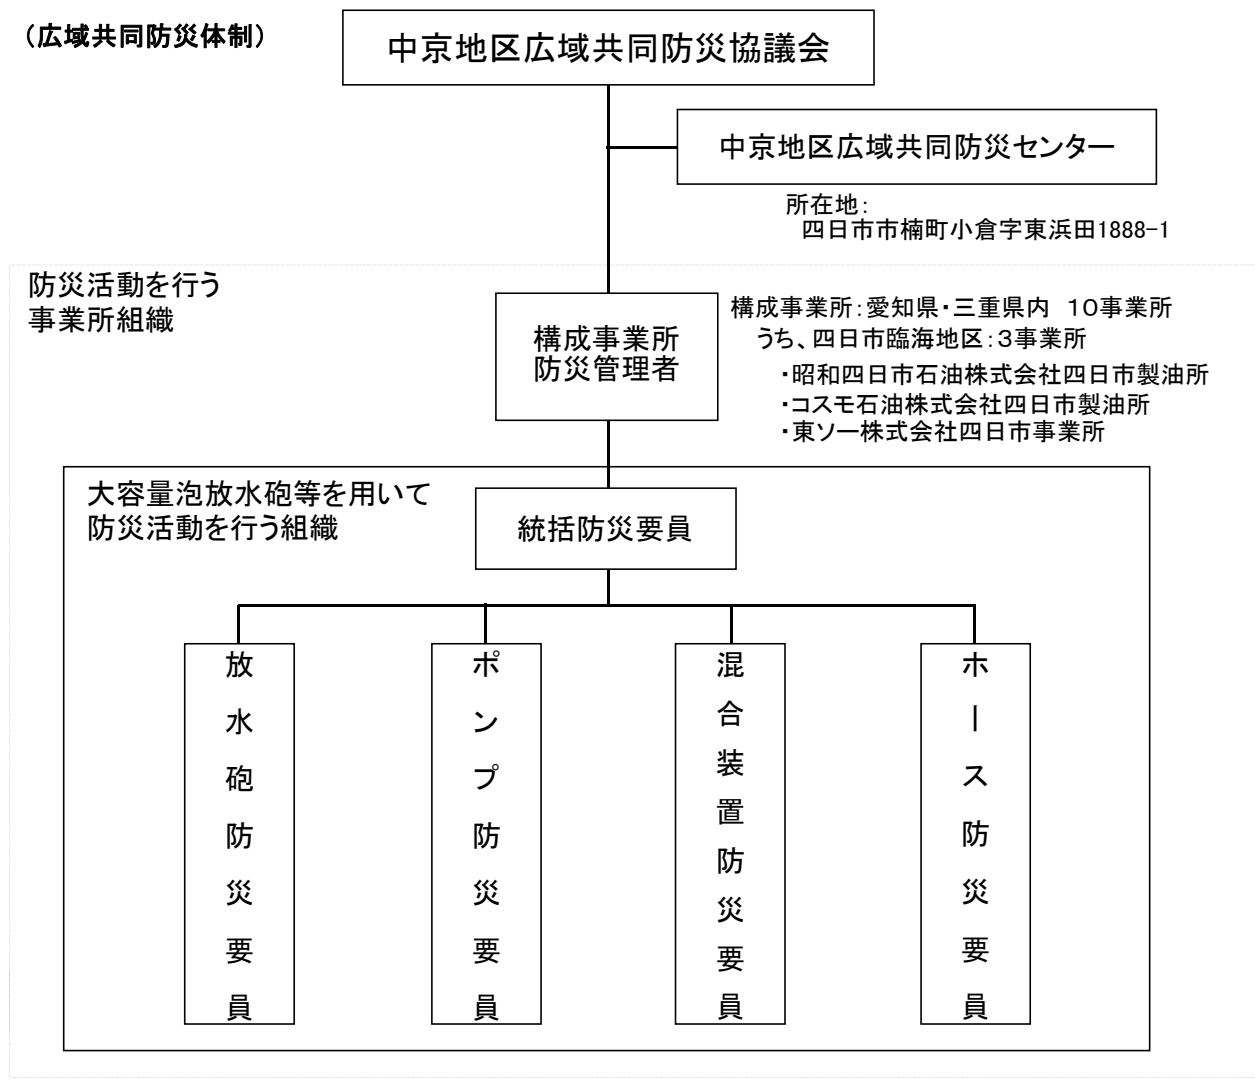 （広域共同防災体制）
中京地区広域共同防災協議会
中京地区広域共同防災センター
所在地：
四日市市楠町小倉字東浜田1888-1
防災活動を行う
事業所組織
構成事業所
防災管理者
構成事業所：愛知県・三重県内　１０事業所
うち、四日市臨海地区：３事業所
・昭和四日市石油株式会社四日市製油所
・コスモ石油株式会社四日市製油所
・東ソー株式会社四日市事業所
大容量泡放水砲等を用いて
防災活動を行う組織
統括防災要員
放水砲防災要員
ポンプ防災要員
混合装置防災要員
ホース防災要員